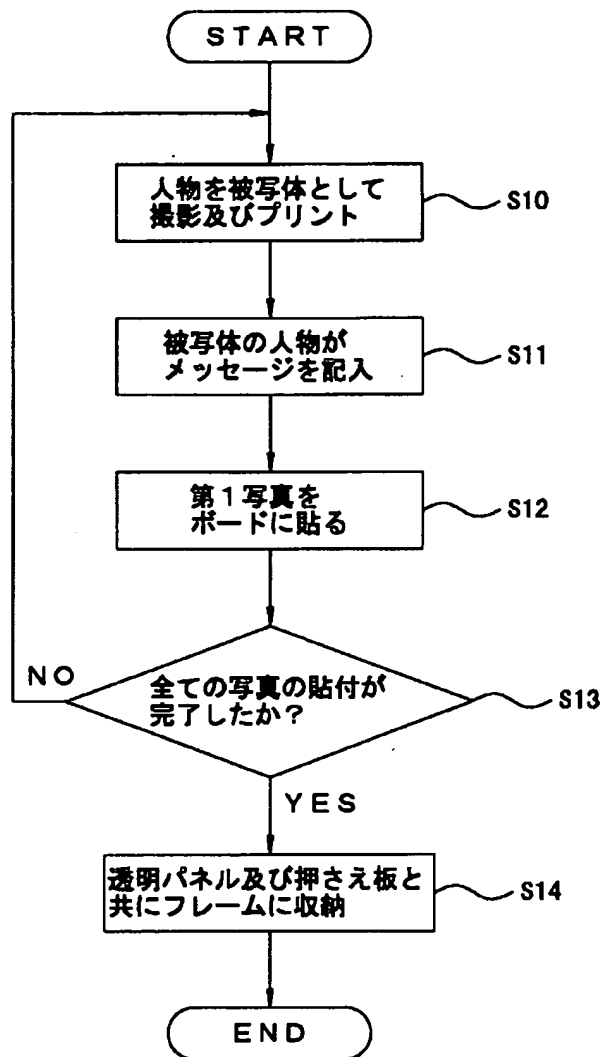 START
人物を被写体として
撮影及びプリント
S10
被写体の人物が
メッセージを記入
S11
第1写真を
ボードに貼る
S12
NO
全ての写真の貼付が
完了したか?
S13
YES
透明パネル及び押さえ板と
共にフレームに収納
S14
END